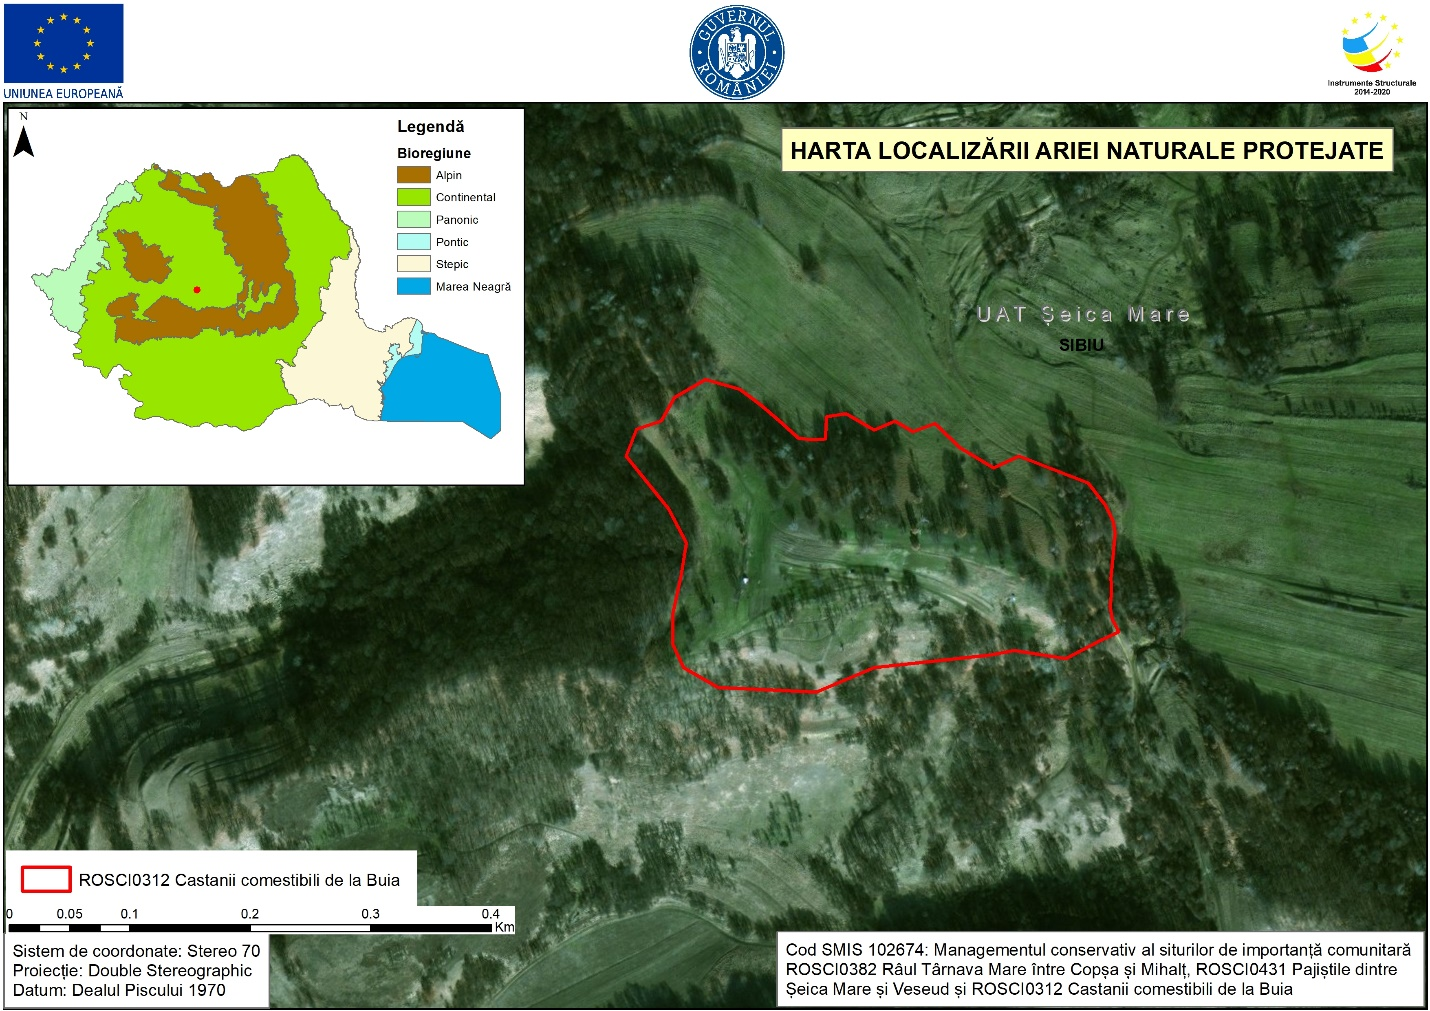 UNIUNEA EUROPEANĂ
GUVERNUL ROMÂNIEI
Instrumente Structurale
2014-2020
N
Legendă
Bioregiune
Alpin
Continental
Panonic
Pontic
Stepic
Marea Neagră
HARTA LOCALIZĂRII ARIEI NATURALE PROTEJATE
UAT Șeica Mare
SIBIU
ROSCI0312 Castanii comestibili de la Buia
0 0.05 0.1 0.2 0.3 0.4
Km
Sistem de coordonate: Stereo 70
Proiecție: Double Stereographic
Datum: Dealul Piscului 1970
Cod SMIS 102674: Managementul conservativ al siturilor de importanță comunitară
ROSCI0382 Râul Târnava Mare între Copșa și Mihalț, ROSCI0431 Pajiștile dintre
Șeica Mare și Veseud și ROSCI0312 Castanii comestibili de la Buia